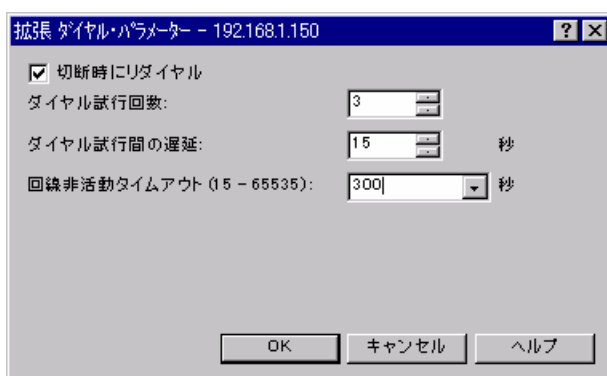 拡張 ダイヤル・パラメーター - 192.168.1.150
切断時にリダイヤル
ダイヤル試行回数: 3
ダイヤル試行間の遅延: 15 秒
回線非活動タイムアウト (15 - 65535): 300 秒
OK キャンセル ヘルプ